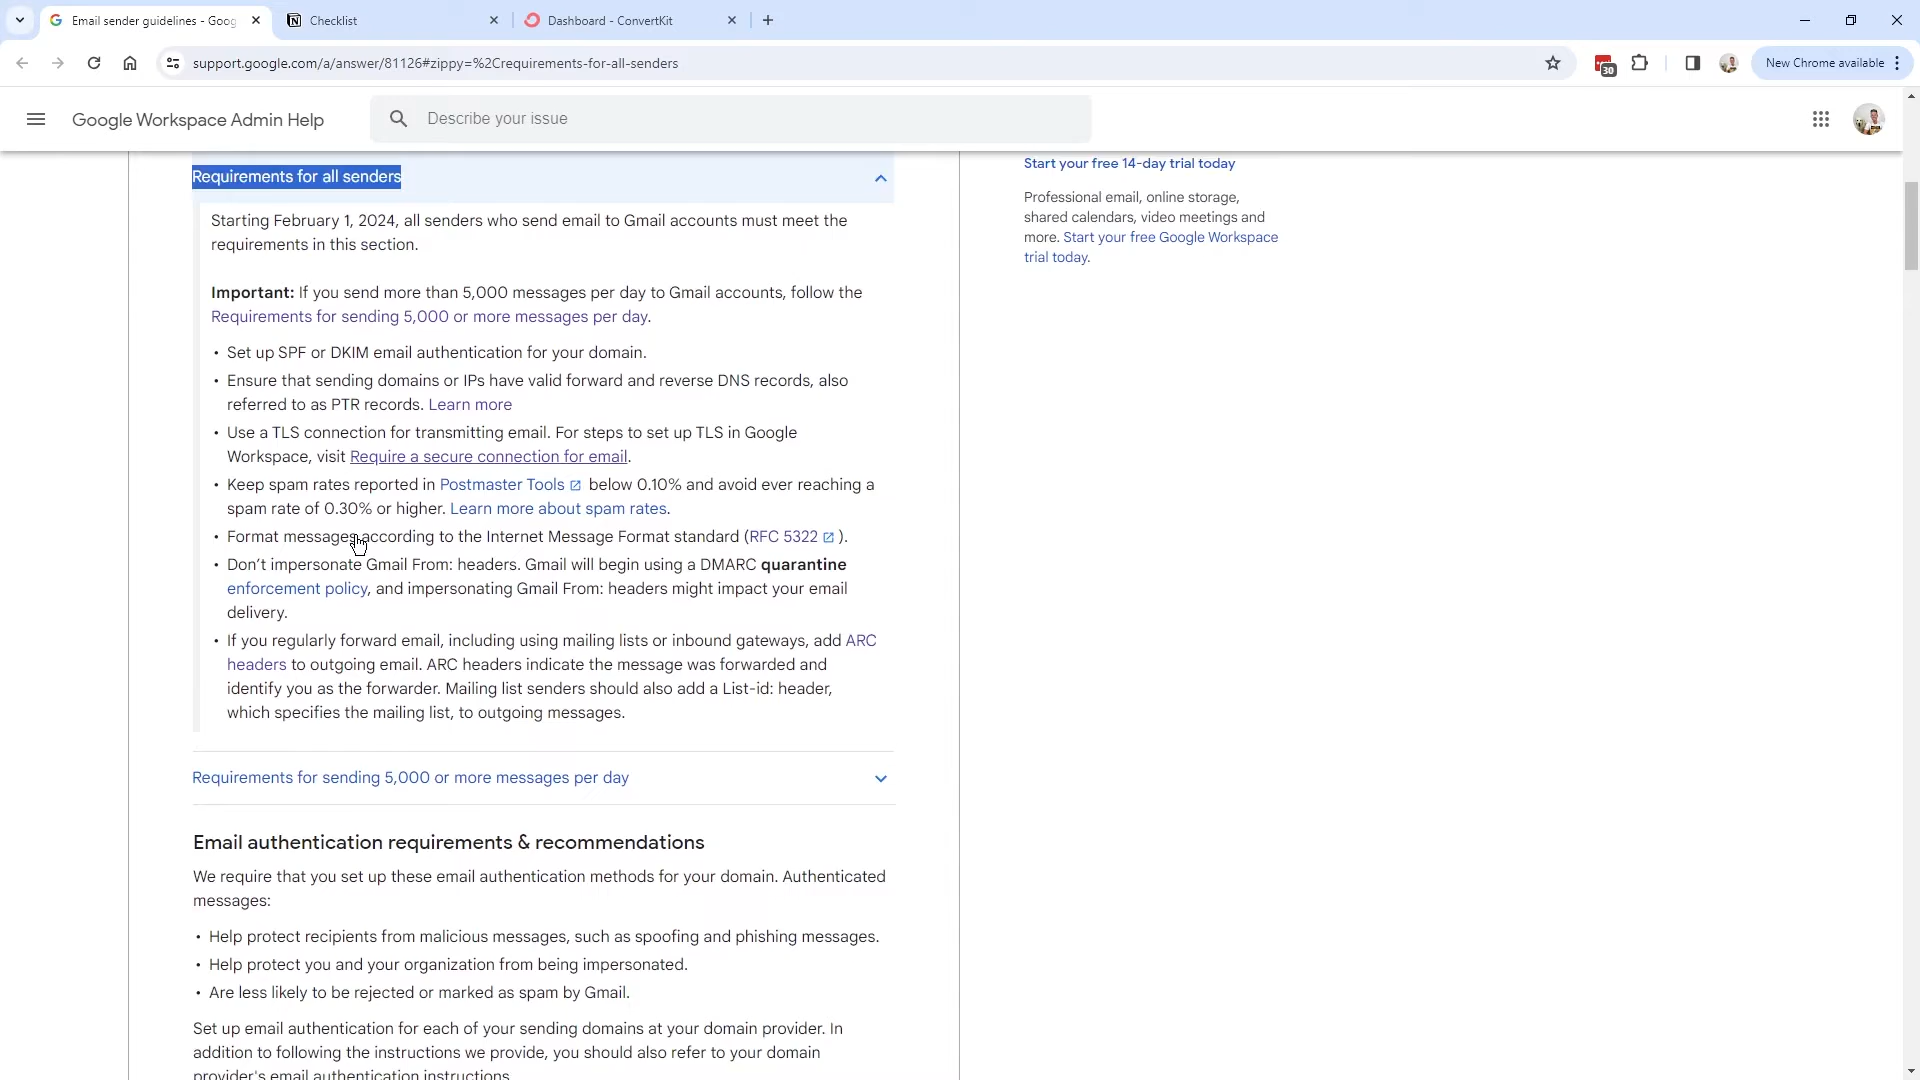 Email sender guidelines - Goog
Checklist
Dashboard - ConvertKit
support.google.com/a/answer/81126#zippy=%2Crequirements-for-all-senders
30
New Chrome available
Google Workspace Admin Help
Describe your issue
Requirements for all senders
Starting February 1, 2024, all senders who send email to Gmail accounts must meet the
requirements in this section.
Important: If you send more than 5,000 messages per day to Gmail accounts, follow the
Requirements for sending 5,000 or more messages per day.
• Set up SPF or DKIM email authentication for your domain.
• Ensure that sending domains or IPs have valid forward and reverse DNS records, also
referred to as PTR records. Learn more
• Use a TLS connection for transmitting email. For steps to set up TLS in Google
Workspace, visit Require a secure connection for email.
• Keep spam rates reported in Postmaster Tools below 0.10% and avoid ever reaching a
spam rate of 0.30% or higher. Learn more about spam rates.
• Format messages according to the Internet Message Format standard (RFC 5322 ).
• Don’t impersonate Gmail From: headers. Gmail will begin using a DMARC quarantine
enforcement policy, and impersonating Gmail From: headers might impact your email
delivery.
• If you regularly forward email, including using mailing lists or inbound gateways, add ARC
headers to outgoing email. ARC headers indicate the message was forwarded and
identify you as the forwarder. Mailing list senders should also add a List-id: header,
which specifies the mailing list, to outgoing messages.
Requirements for sending 5,000 or more messages per day
Email authentication requirements & recommendations
We require that you set up these email authentication methods for your domain. Authenticated
messages:
• Help protect recipients from malicious messages, such as spoofing and phishing messages.
• Help protect you and your organization from being impersonated.
• Are less likely to be rejected or marked as spam by Gmail.
Set up email authentication for each of your sending domains at your domain provider. In
addition to following the instructions we provide, you should also refer to your domain
provider's email authentication instructions.
Start your free 14-day trial today
Professional email, online storage,
shared calendars, video meetings and
more. Start your free Google Workspace
trial today.